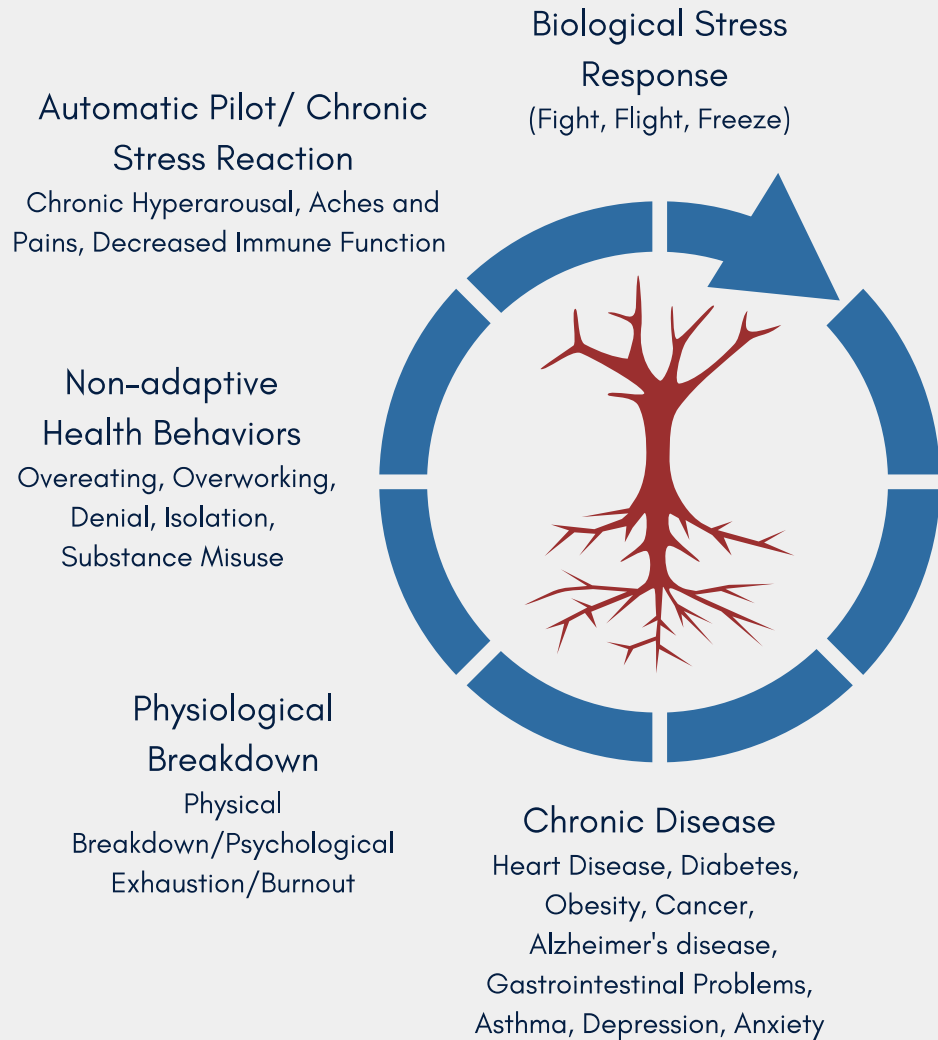 Biological Stress
Response
(Fight, Flight, Freeze)
Automatic Pilot/ Chronic
Stress Reaction
Chronic Hyperarousal, Aches and
Pains, Decreased Immune Function
Non-adaptive
Health Behaviors
Overeating, Overworking,
Denial, Isolation,
Substance Misuse
Physiological
Breakdown
Physical
Breakdown/Psychological
Exhaustion/Burnout
Chronic Disease
Heart Disease, Diabetes,
Obesity, Cancer,
Alzheimer's disease,
Gastrointestinal Problems,
Asthma, Depression, Anxiety